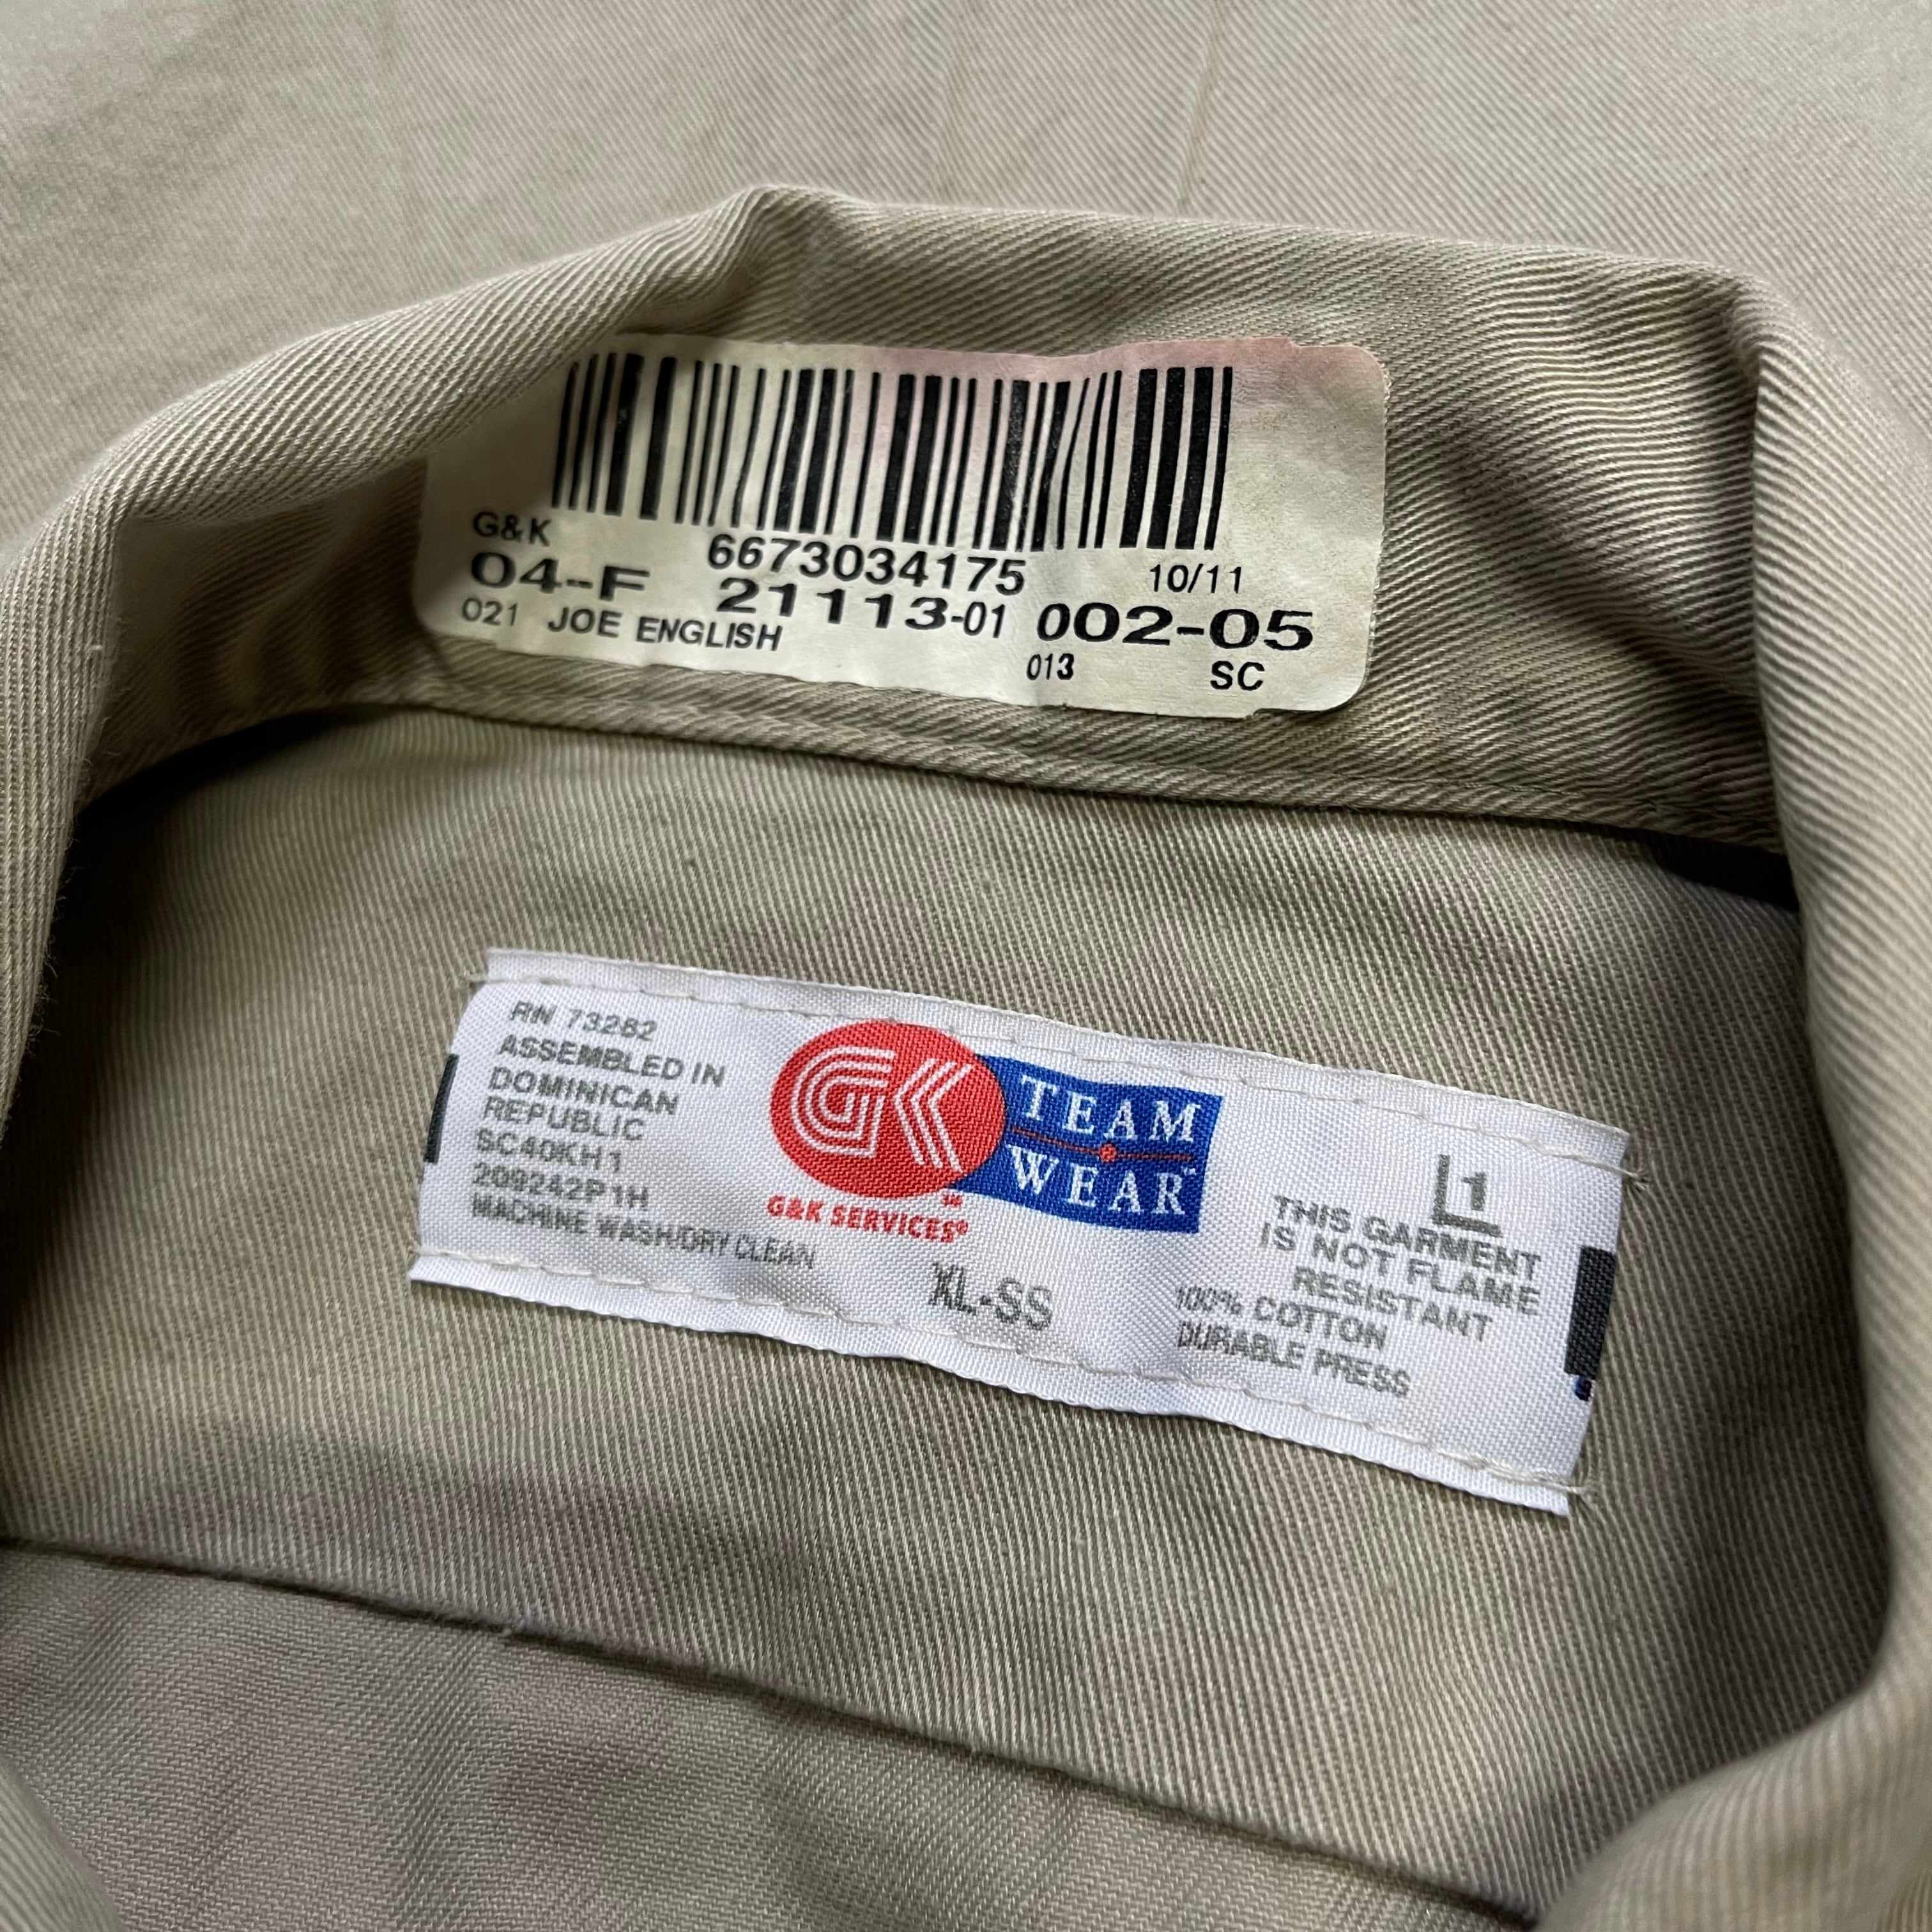 G&K
6673034175
10/11
04-F 21113-01 002-05
021 JOE ENGLISH 013 SC
RN 73282
ASSEMBLED IN
DOMINICAN
REPUBLIC
SC40KH1
209242P1H
MACHINE WASH/DRY CLEAN
GK
G&K SERVICES®
TEAM
WEAR™
XL-SS
L1
THIS GARMENT
IS NOT FLAME
RESISTANT
100% COTTON
DURABLE PRESS